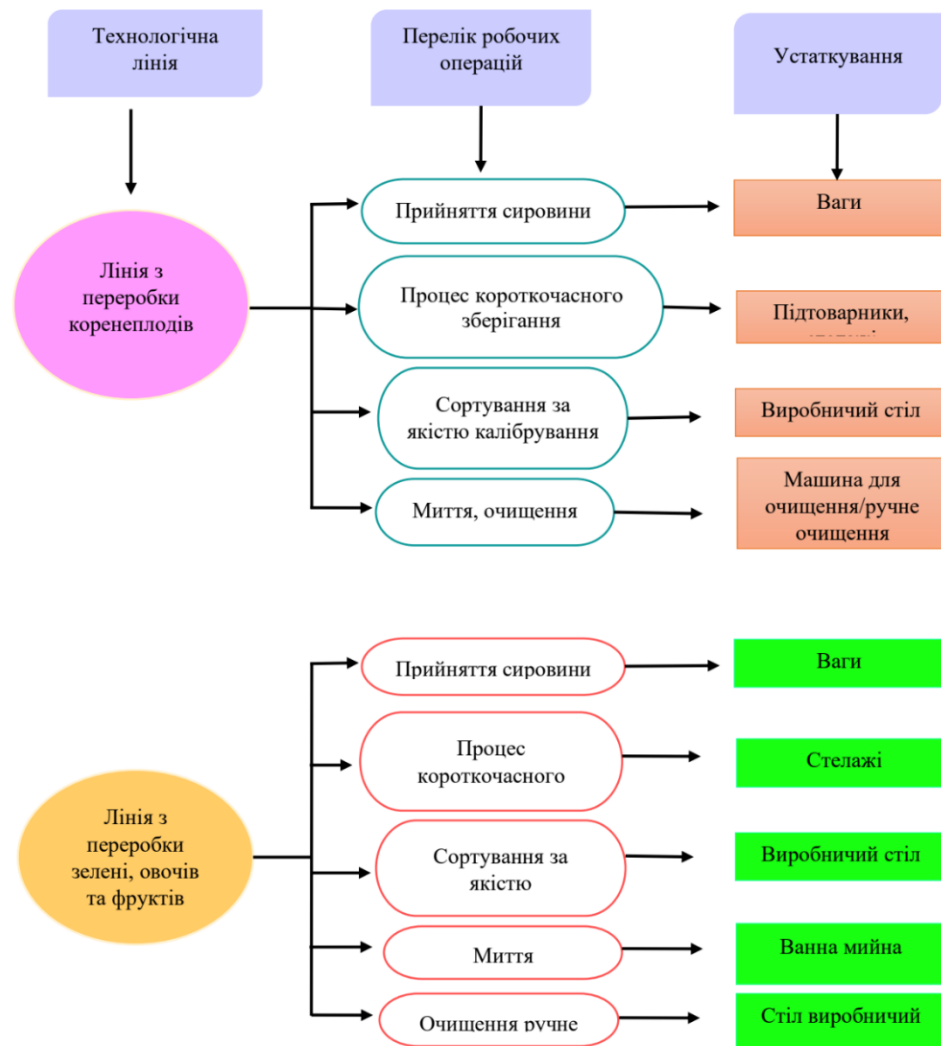 Технологічна
лінія
Перелік робочих
операцій
Устаткування
Лінія з
переробки
коренеплодів
Прийняття сировини
Ваги
Процес короткочасного
зберігання
Підтоварники,
Сортування за
якістю калібрування
Виробничий стіл
Миття, очищення
Машина для
очищення/ручне
очищення
Лінія з
переробки
зелені, овочів
та фруктів
Прийняття сировини
Ваги
Процес
короткочасного
Стелажі
Сортування за
якістю
Виробничий стіл
Миття
Ванна мийна
Очищення ручне
Стіл виробничий